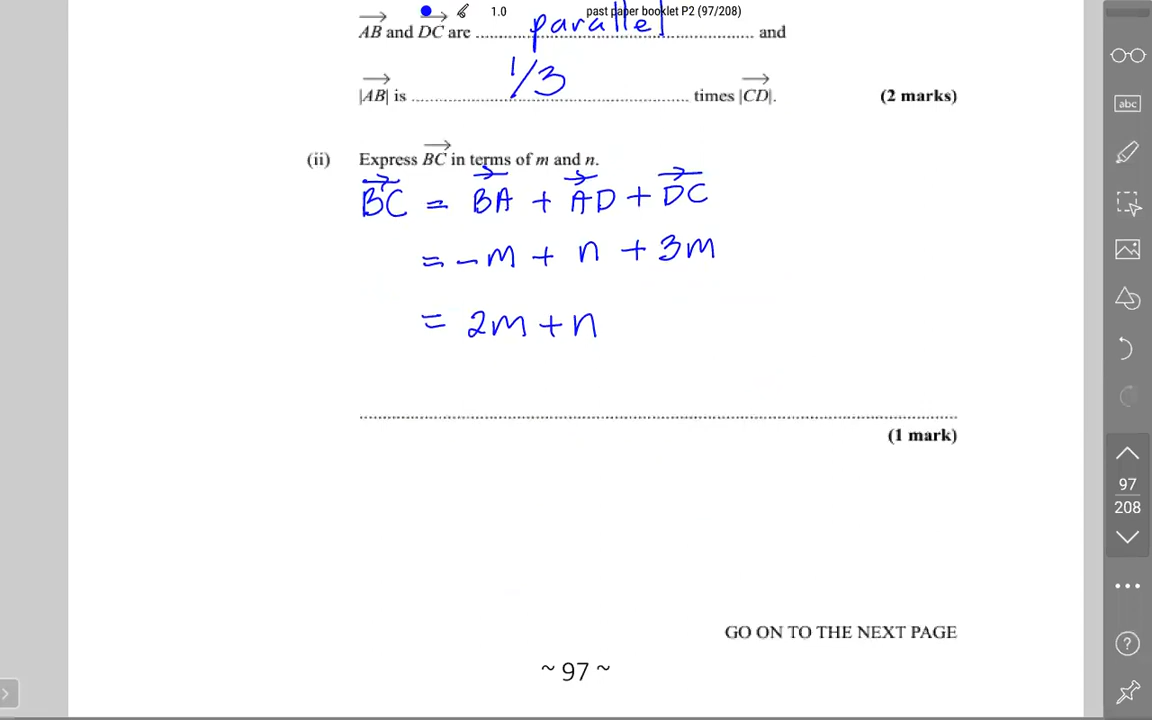 1.0 past paper booklet P2 (97/208)
AB and DC are parallel and
|AB| is 1/3 times |CD|. (2 marks)
(ii) Express BC in terms of m and n.
BC = BA + AD + DC
= -m + n + 3m
= 2m + n
(1 mark)
GO ON TO THE NEXT PAGE
~ 97 ~
abc
97
208